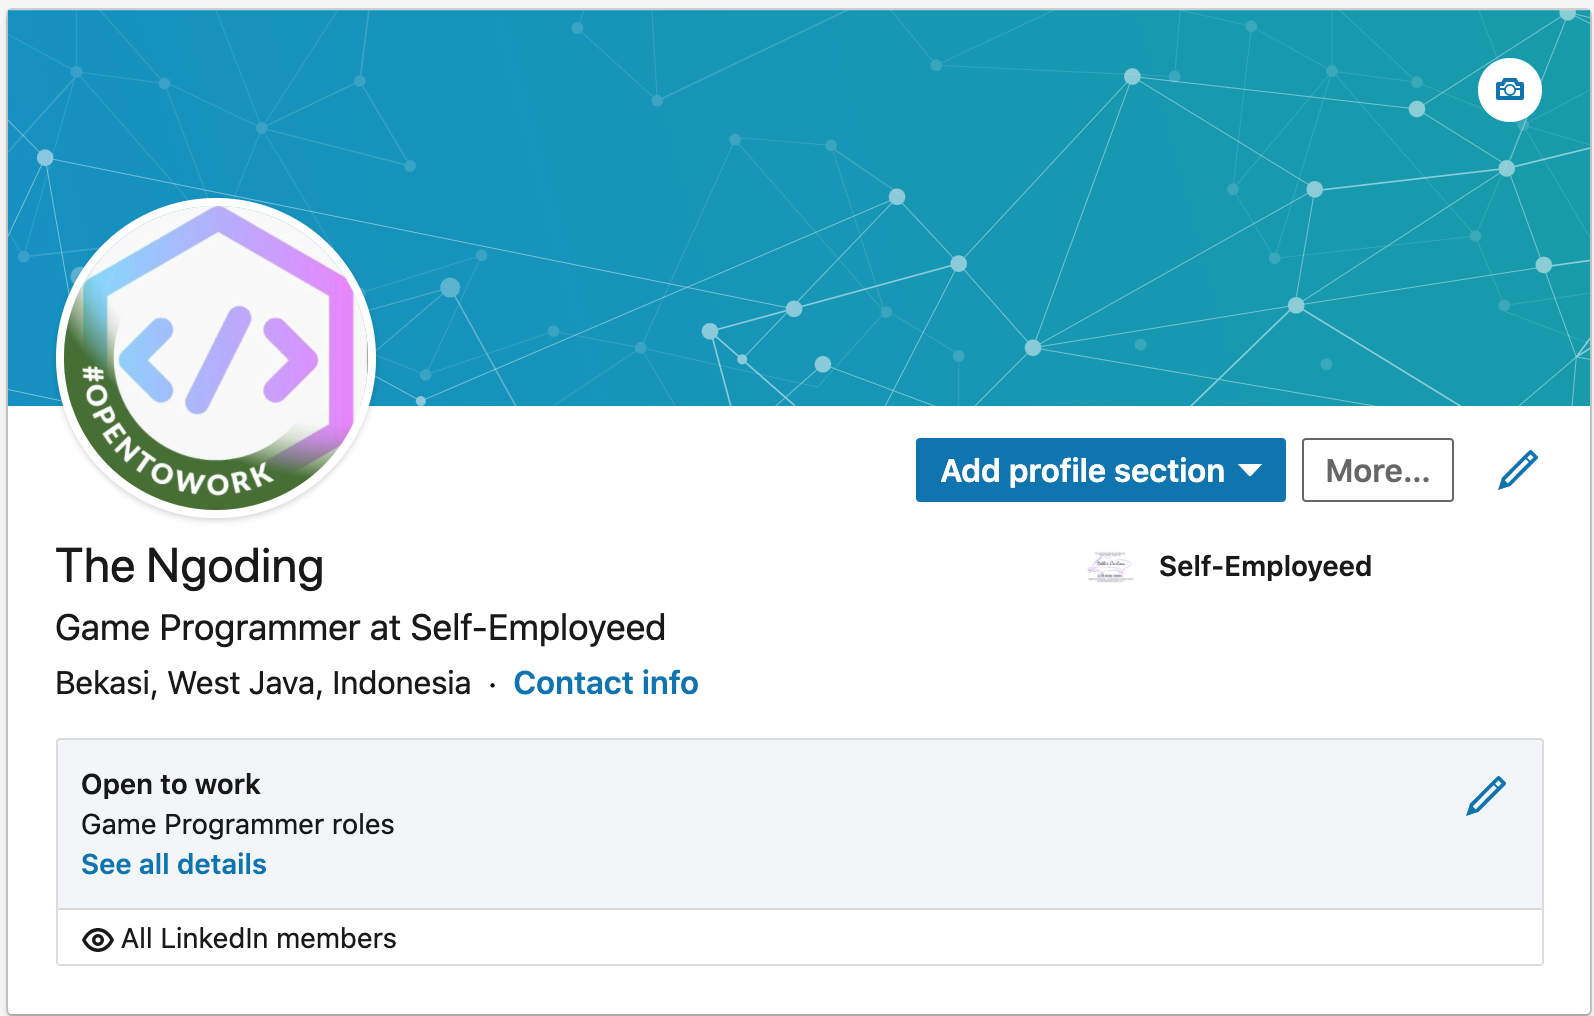 #OPENTOWORK
Add profile section
More...
The Ngoding
Self-Employeed
Game Programmer at Self-Employeed
Bekasi, West Java, Indonesia · Contact info
Open to work
Game Programmer roles
See all details
All LinkedIn members